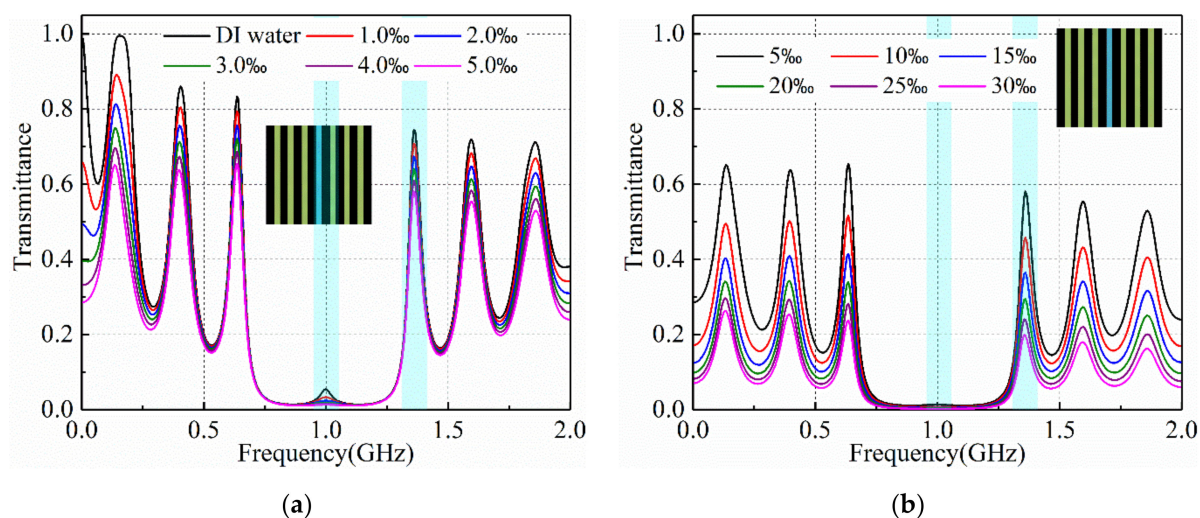 DI water 1.0‰ 2.0‰
3.0‰ 4.0‰ 5.0‰
Transmittance
1.0
0.8
0.6
0.4
0.2
0.0
0.0 0.5 1.0 1.5 2.0
Frequency(GHz)
(a)
5‰ 10‰ 15‰
20‰ 25‰ 30‰
Transmittance
1.0
0.8
0.6
0.4
0.2
0.0
0.0 0.5 1.0 1.5 2.0
Frequency(GHz)
(b)